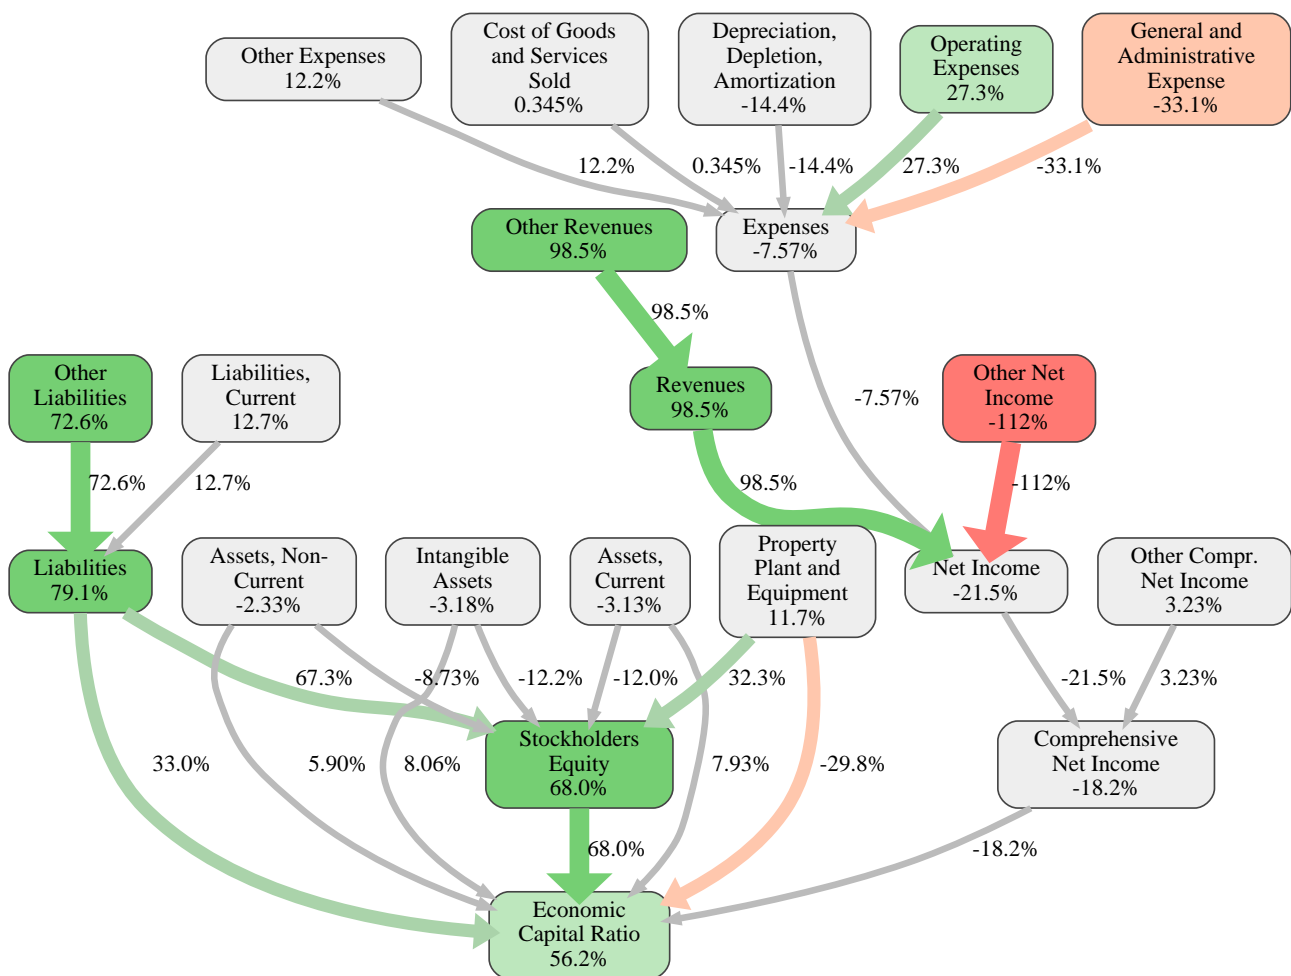 Other Expenses
12.2%
Cost of Goods
and Services
Sold
0.345%
Depreciation,
Depletion,
Amortization
-14.4%
Operating
Expenses
27.3%
General and
Administrative
Expense
-33.1%
12.2%
0.345%
-14.4%
27.3%
-33.1%
Other Revenues
98.5%
Expenses
-7.57%
98.5%
Other
Liabilities
72.6%
Liabilities,
Current
12.7%
Revenues
98.5%
-7.57%
Other Net
Income
-112%
72.6%
12.7%
98.5%
-112%
Liabilities
79.1%
Assets, Non-
Current
-2.33%
Intangible
Assets
-3.18%
Assets,
Current
-3.13%
Property
Plant and
Equipment
11.7%
Net Income
-21.5%
Other Compr.
Net Income
3.23%
67.3%
-8.73%
-12.2%
-12.0%
32.3%
-21.5%
3.23%
Stockholders
Equity
68.0%
Comprehensive
Net Income
-18.2%
33.0%
5.90%
8.06%
7.93%
-29.8%
68.0%
-18.2%
Economic
Capital Ratio
56.2%